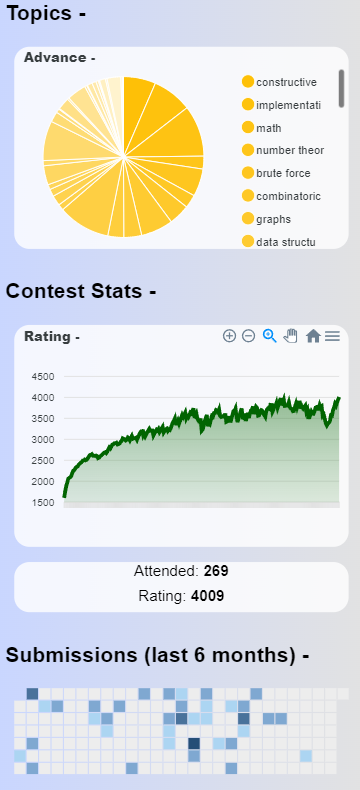 Topics -
Advance -
constructive
implementati
math
number theor
brute force
combinatoric
graphs
data structu
Contest Stats -
Rating -
4500
4000
3500
3000
2500
2000
1500
Attended: 269
Rating: 4009
Submissions (last 6 months) -